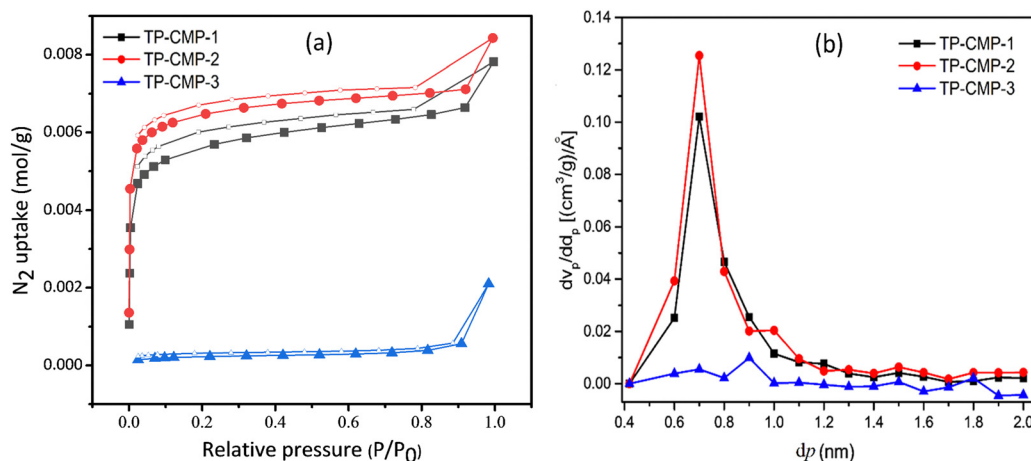 (a)
TP-CMP-1
TP-CMP-2
TP-CMP-3
0.008
0.006
0.004
0.002
0.000
N2 uptake (mol/g)
0.0 0.2 0.4 0.6 0.8 1.0
Relative pressure (P/P0)
(b)
TP-CMP-1
TP-CMP-2
TP-CMP-3
0.14
0.12
0.10
0.08
0.06
0.04
0.02
0.00
dvp/ddp [(cm³/g)/Å]
0.4 0.6 0.8 1.0 1.2 1.4 1.6 1.8 2.0
dp (nm)